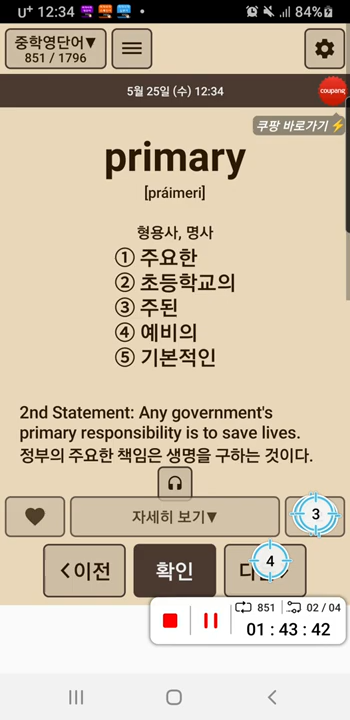 U+ 12:34 84%
중학영단어▼
851 / 1796
5월 25일 (수) 12:34
coupang
쿠팡 바로가기⚡
primary
[práimeri]
형용사, 명사
① 주요한
② 초등학교의
③ 주된
④ 예비의
⑤ 기본적인
2nd Statement: Any government's
primary responsibility is to save lives.
정부의 주요한 책임은 생명을 구하는 것이다.
자세히 보기▼
3
<이전
확인
4
851 02 / 04
01 : 43 : 42